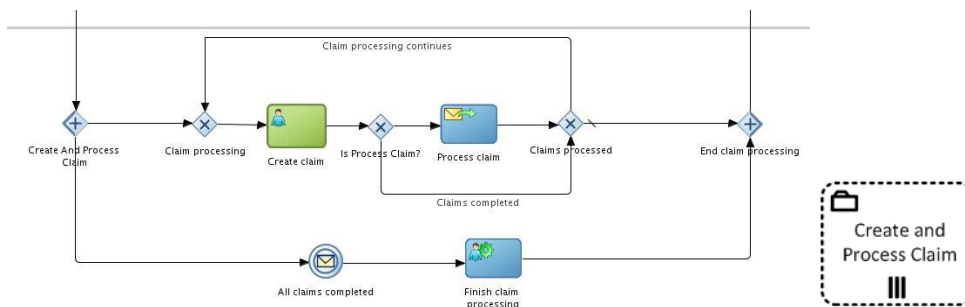 Claim processing continues
Create And Process
Claim
Claim processing
Create claim
Is Process Claim?
Process claim
Claims processed
End claim processing
Claims completed
Create and
Process Claim
All claims completed
Finish claim
processing